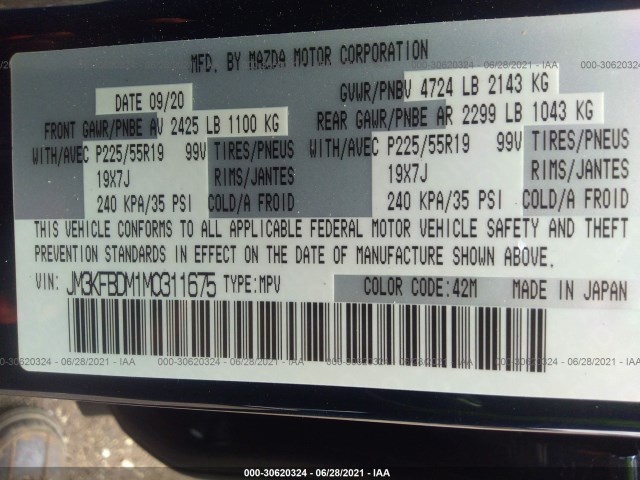 MFD. BY MAZDA MOTOR CORPORATION
DATE 09/20 GVWR/PNBV 4724 LB 2143 KG
FRONT GAWR/PNBE AV 2425 LB 1100 KG REAR GAWR/PNBE AR 2299 LB 1043 KG
WITH/AVEC P225/55R19 99V TIRES/PNEUS WITH/AVEC P225/55R19 99V TIRES/PNEUS
19X7J RIMS/JANTES 19X7J RIMS/JANTES
240 KPA/35 PSI COLD/A FROID 240 KPA/35 PSI COLD/A FROID
THIS VEHICLE CONFORMS TO ALL APPLICABLE FEDERAL MOTOR VEHICLE SAFETY AND THEFT
PREVENTION STANDARDS IN EFFECT ON THE DATE OF MANUFACTURE SHOWN ABOVE.
VIN: JM3KFBDM1M0311675 TYPE:MPV COLOR CODE:42M MADE IN JAPAN
000-30620324 - 06/28/2021 - IAA
000-30620324 - 06/28/2021 - IAA
000-30620324 - 06/28/2021 - IAA
000-30620324 - 06/28/2021 - IAA
000-30620324 - 06/28/2021 - IAA